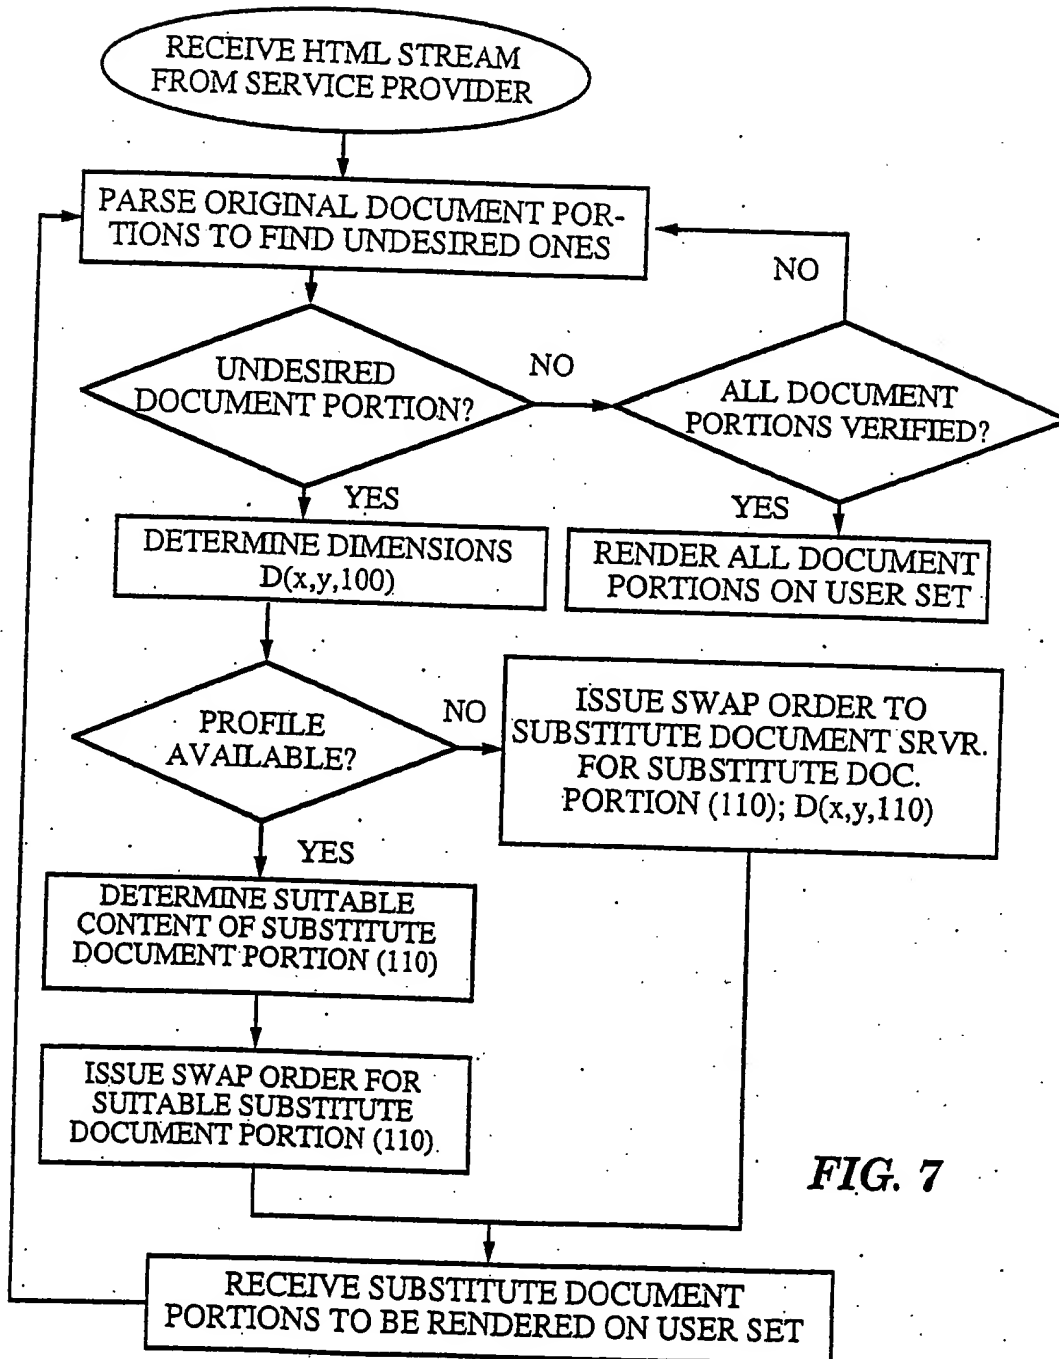 RECEIVE HTML STREAM
FROM SERVICE PROVIDER
PARSE ORIGINAL DOCUMENT POR-
TIONS TO FIND UNDESIRED ONES
NO
UNDESIRED
DOCUMENT PORTION?
NO
ALL DOCUMENT
PORTIONS VERIFIED?
YES
YES
DETERMINE DIMENSIONS
D(x,y,100)
RENDER ALL DOCUMENT
PORTIONS ON USER SET
PROFILE
AVAILABLE?
NO
ISSUE SWAP ORDER TO
SUBSTITUTE DOCUMENT SRVR.
FOR SUBSTITUTE DOC.
PORTION (110); D(x,y,110)
YES
DETERMINE SUITABLE
CONTENT OF SUBSTITUTE
DOCUMENT PORTION (110)
ISSUE SWAP ORDER FOR
SUITABLE SUBSTITUTE
DOCUMENT PORTION (110)
FIG. 7
RECEIVE SUBSTITUTE DOCUMENT
PORTIONS TO BE RENDERED ON USER SET